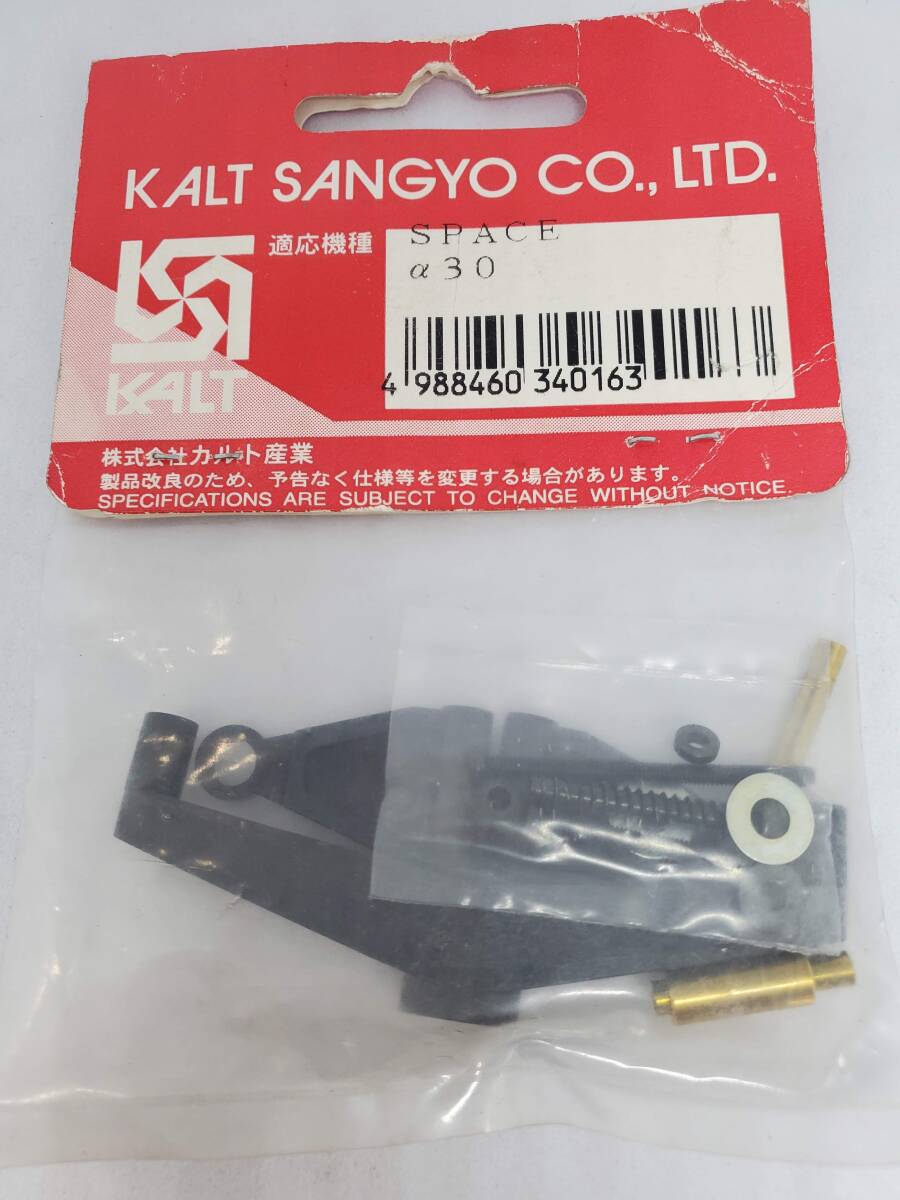 KALT SANGYO CO., LTD.
適応機種
SPACE
α30
KALT
4 988460 340163
株式会社カルト産業
製品改良のため、予告なく仕様等を変更する場合があります。
SPECIFICATIONS ARE SUBJECT TO CHANGE WITHOUT NOTICE